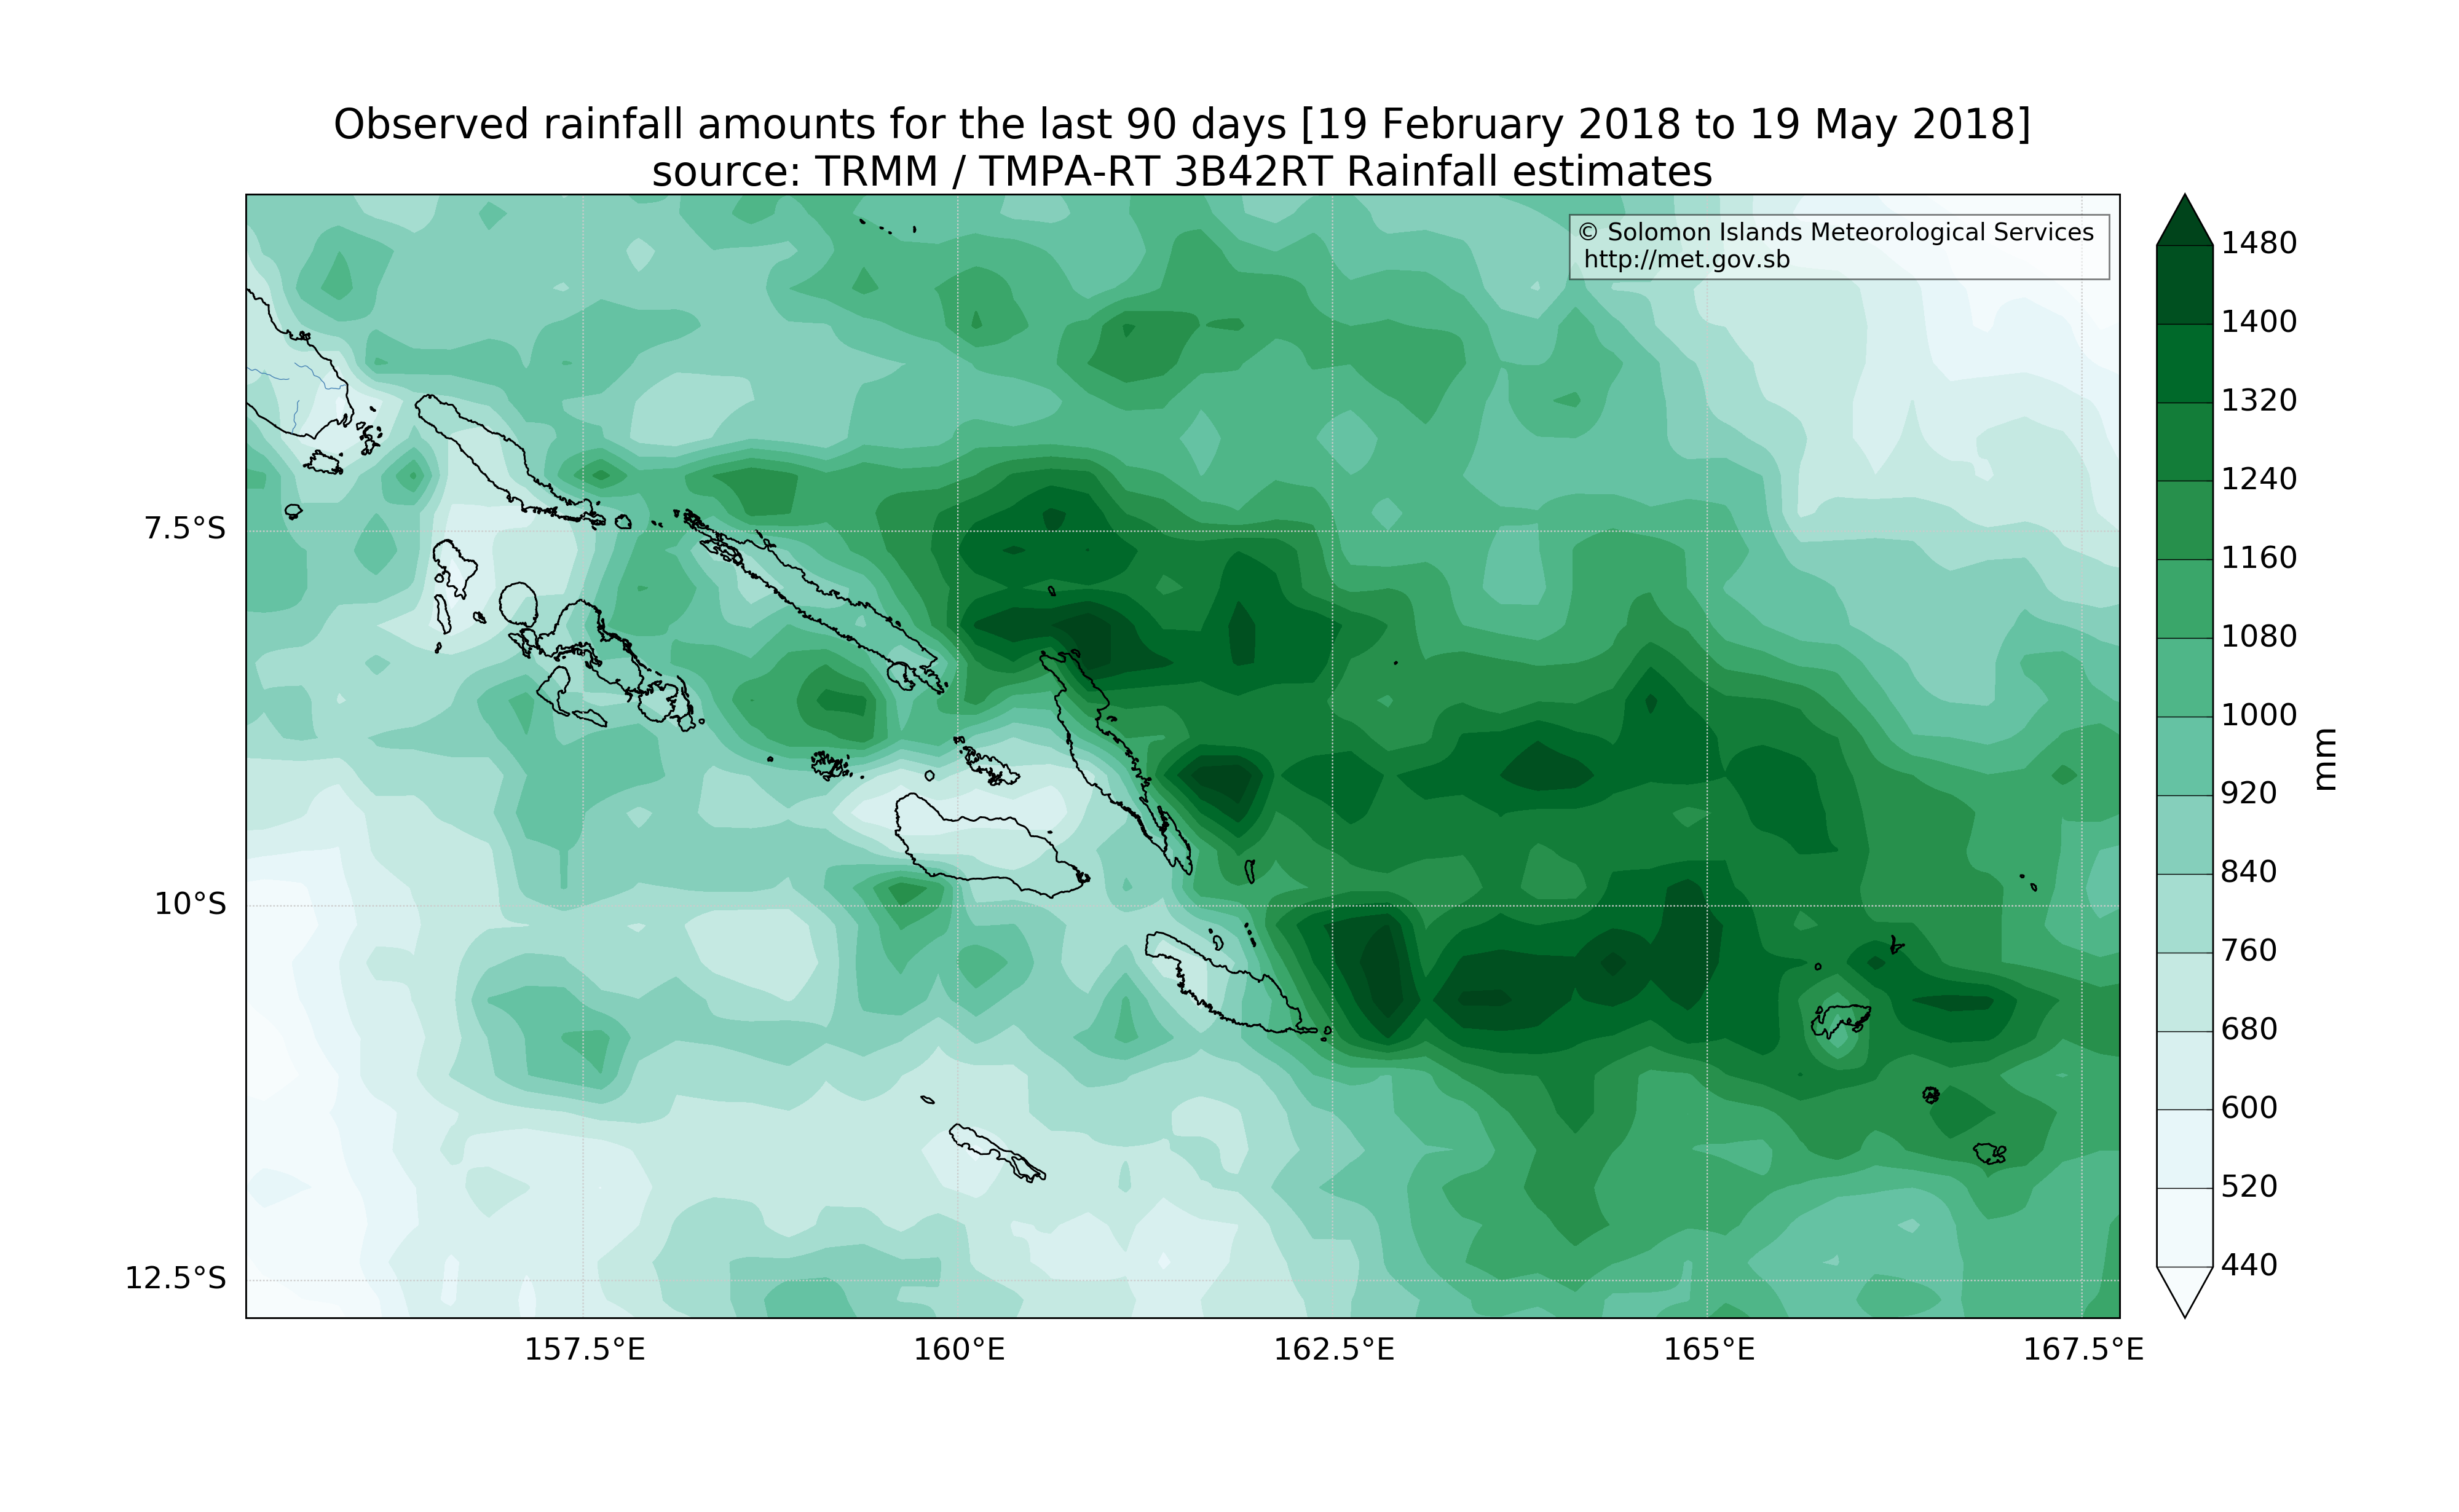 Observed rainfall amounts for the last 90 days [19 February 2018 to 19 May 2018]
source: TRMM / TMPA-RT 3B42RT Rainfall estimates
© Solomon Islands Meteorological Services
http://met.gov.sb
7.5°S
10°S
12.5°S
157.5°E
160°E
162.5°E
165°E
167.5°E
1480
1400
1320
1240
1160
1080
1000
920
840
760
680
600
520
440
mm